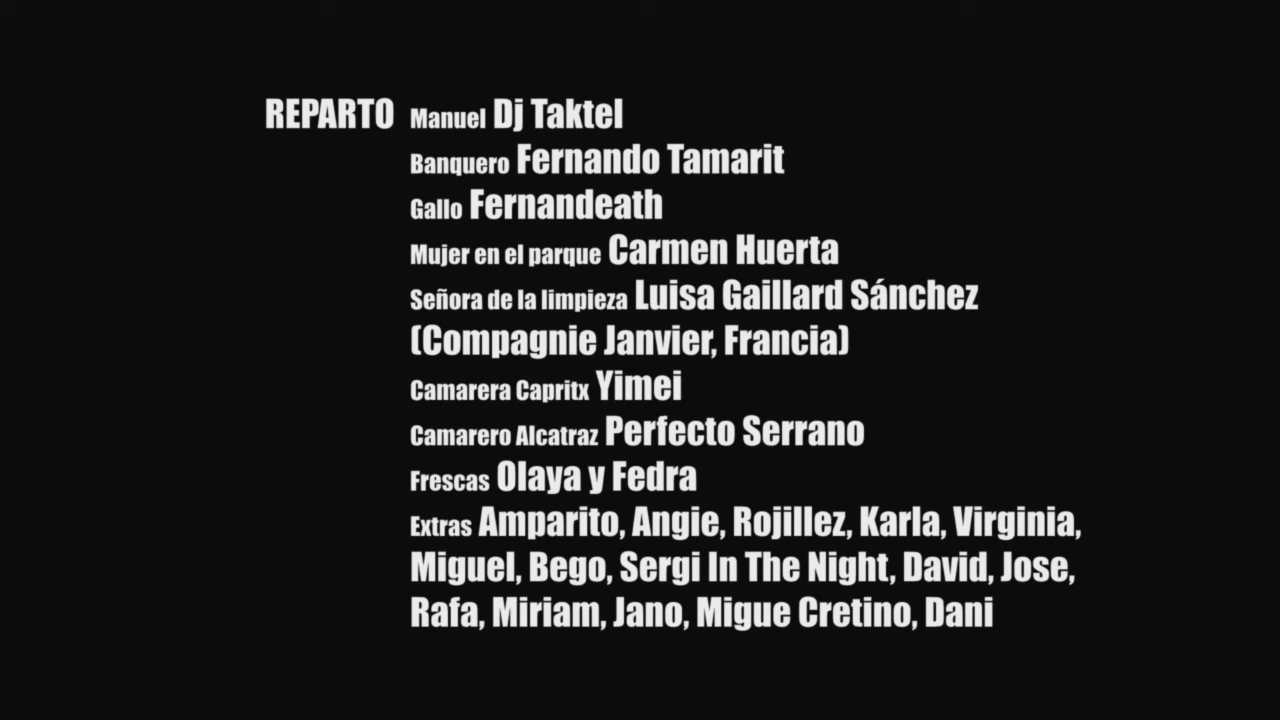 REPARTO Manuel Dj Taktel
Banquero Fernando Tamarit
Gallo Fernandeath
Mujer en el parque Carmen Huerta
Señora de la limpieza Luisa Gaillard Sánchez
(Compagnie Janvier, Francia)
Camarera Capritx Yimei
Camarero Alcatraz Perfecto Serrano
Frescas Olaya y Fedra
Extras Amparito, Angie, Rojillez, Karla, Virginia,
Miguel, Bego, Sergi In The Night, David, Jose,
Rafa, Miriam, Jano, Migue Cretino, Dani